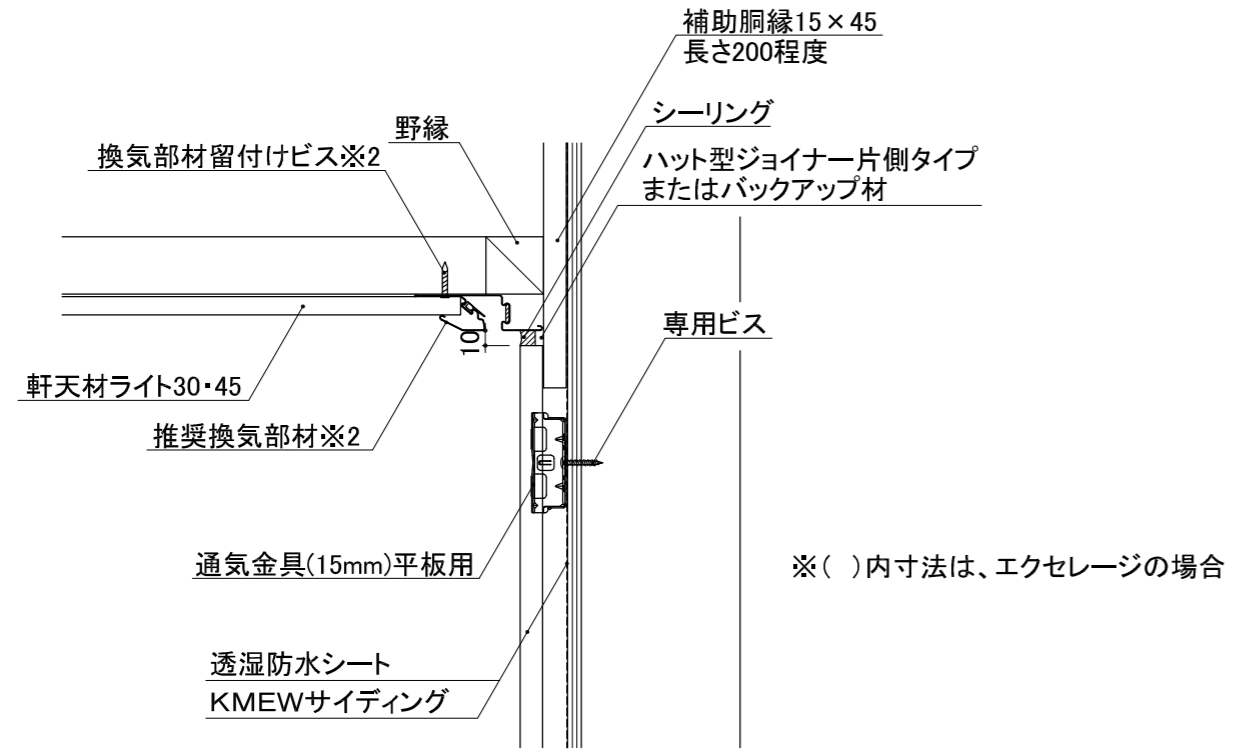 補助胴縁15×45
長さ200程度
シーリング
野縁
換気部材留付けビス※2
ハット型ジョイナー片側タイプ
またはバックアップ材
専用ビス
10
軒天材ライト30･45
推奨換気部材※2
通気金具(15mm)平板用
※( )内寸法は、エクセレージの場合
透湿防水シート
KMEWサイディング